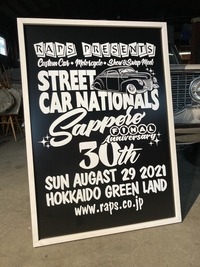 RAPS PRESENTS
Custom Car • Motorcycle • Show & Swap Meet
STREET
CAR NATIONALS
Sapporo
FINAL
Anniversary
30th
SUN AUGAST 29 2021
HOKKAIDO GREEN LAND
www.raps.co.jp